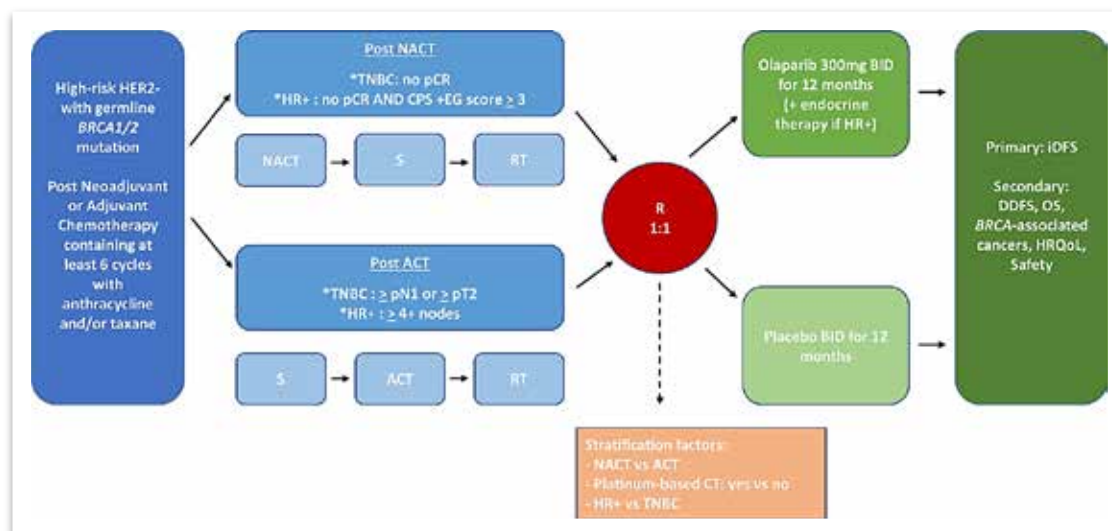 High-risk HER2-
with germline
BRCA1/2
mutation
Post Neoadjuvant
or Adjuvant
Chemotherapy
containing at
least 6 cycles
with
anthracycline
and/or taxane
Post NACT
*TNBC: no pCR
*HR+ : no pCR AND CPS +EG score ≥ 3
NACT
S
RT
Post ACT
*TNBC : ≥ pN1 or ≥ pT2
*HR+ : ≥ 4+ nodes
S
ACT
RT
R
1:1
Stratification factors:
- NACT vs ACT
- Platinum-based CT: yes vs no
- HR+ vs TNBC
Olaparib 300mg BID
for 12 months
(+ endocrine
therapy if HR+)
Placebo BID for 12
months
Primary: iDFS
Secondary:
DDFS, OS,
BRCA-associated
cancers, HRQoL,
Safety